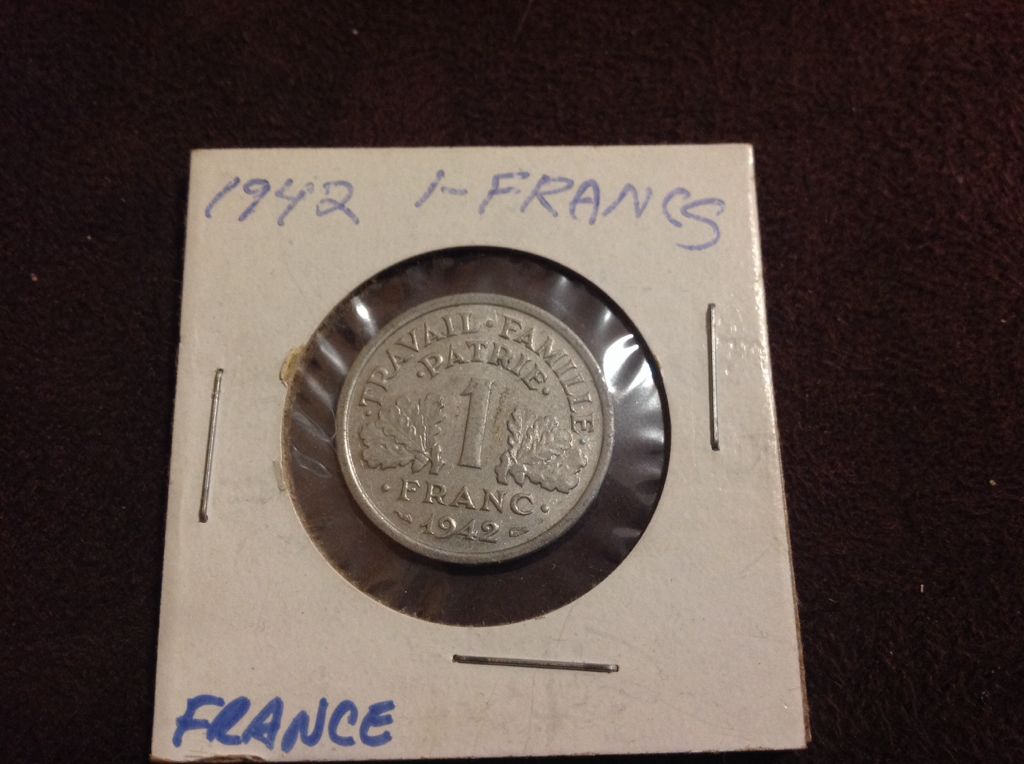 1942 1-FRANCS
TRAVAIL·FAMILLE·
·PATRIE·
1
·FRANC·
1942
FRANCE